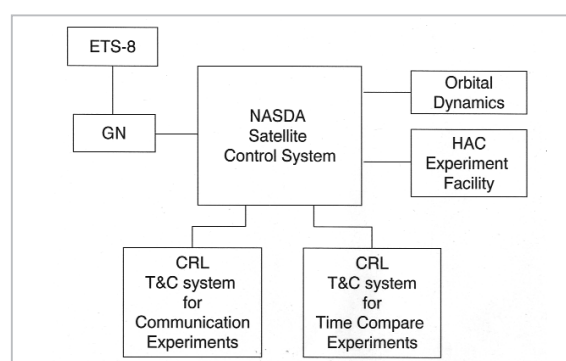 ETS-8
GN
NASDA
Satellite
Control System
Orbital
Dynamics
HAC
Experiment
Facility
CRL
T&C system
for
Communication
Experiments
CRL
T&C system
for
Time Compare
Experiments